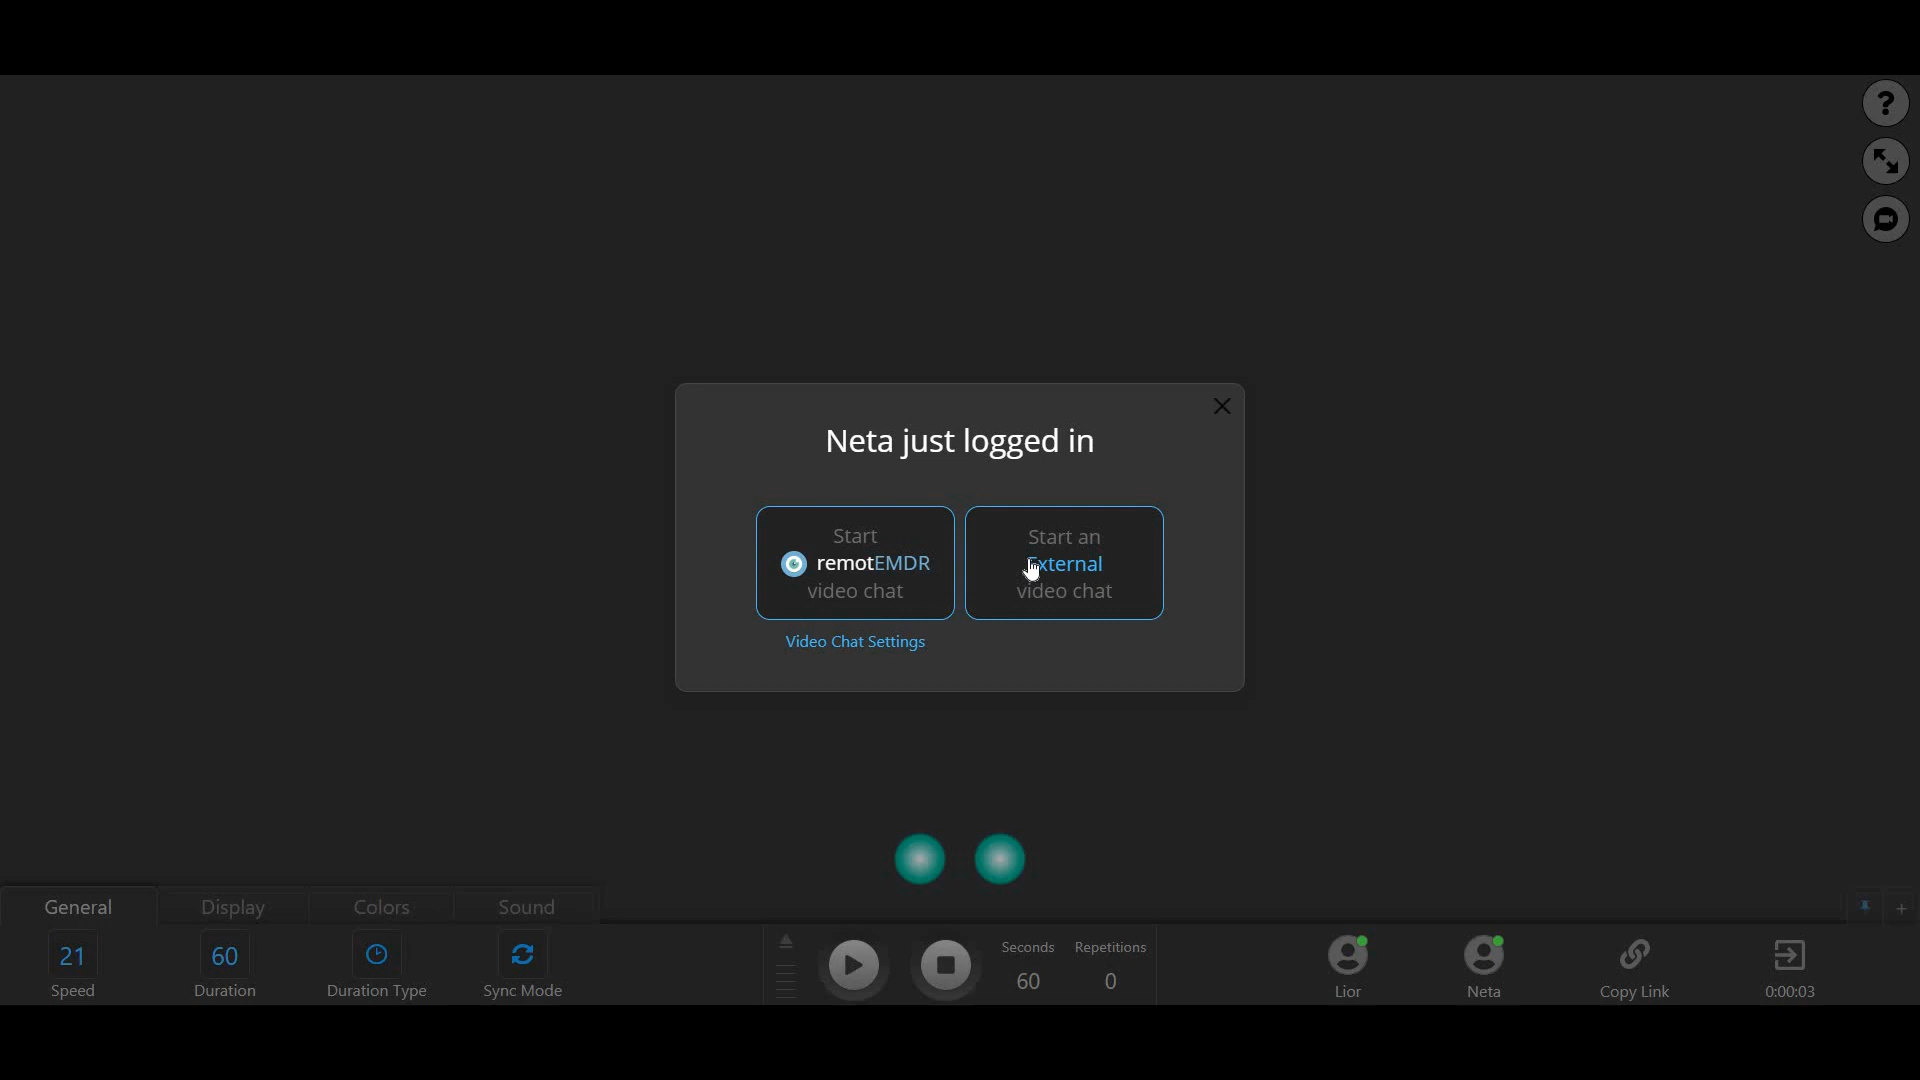 ?
Neta just logged in
Start
remotEMDR
video chat
Start an
External
video chat
Video Chat Settings
General
Display
Colors
Sound
21
Speed
60
Duration
Duration Type
Sync Mode
Seconds
60
Repetitions
0
Lior
Neta
Copy Link
0:00:03
+